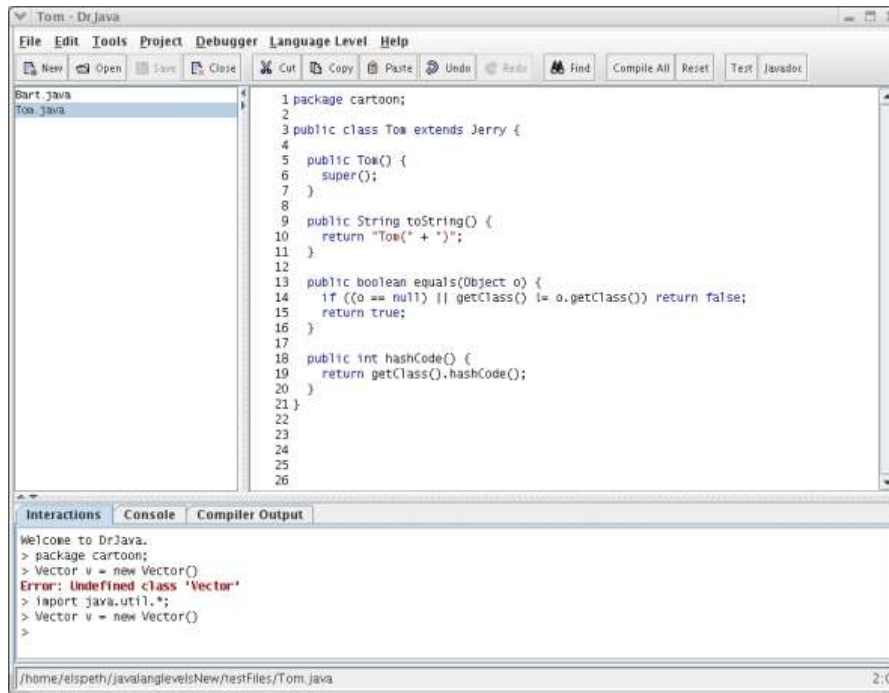 Tom - DrJava
File Edit Tools Project Debugger Language Level Help
New Open Save Close Cut Copy Paste Undo Redo Find Compile All Reset Test Javadoc
Bart.java
Tom.java
1 package cartoon;
2
3 public class Tom extends Jerry {
4
5 public Tom() {
6 super();
7 }
8
9 public String toString() {
10 return "Tom(" + ")";
11 }
12
13 public boolean equals(Object o) {
14 if ((o == null) || getClass() != o.getClass()) return false;
15 return true;
16 }
17
18 public int hashCode() {
19 return getClass().hashCode();
20 }
21 }
22
23
24
25
26
Interactions Console Compiler Output
Welcome to DrJava.
> package cartoon;
> Vector v = new Vector()
Error: Undefined class 'Vector'
> import java.util.*;
> Vector v = new Vector()
>
/home/elspeth/javalanglevelsNew/testFiles/Tom.java